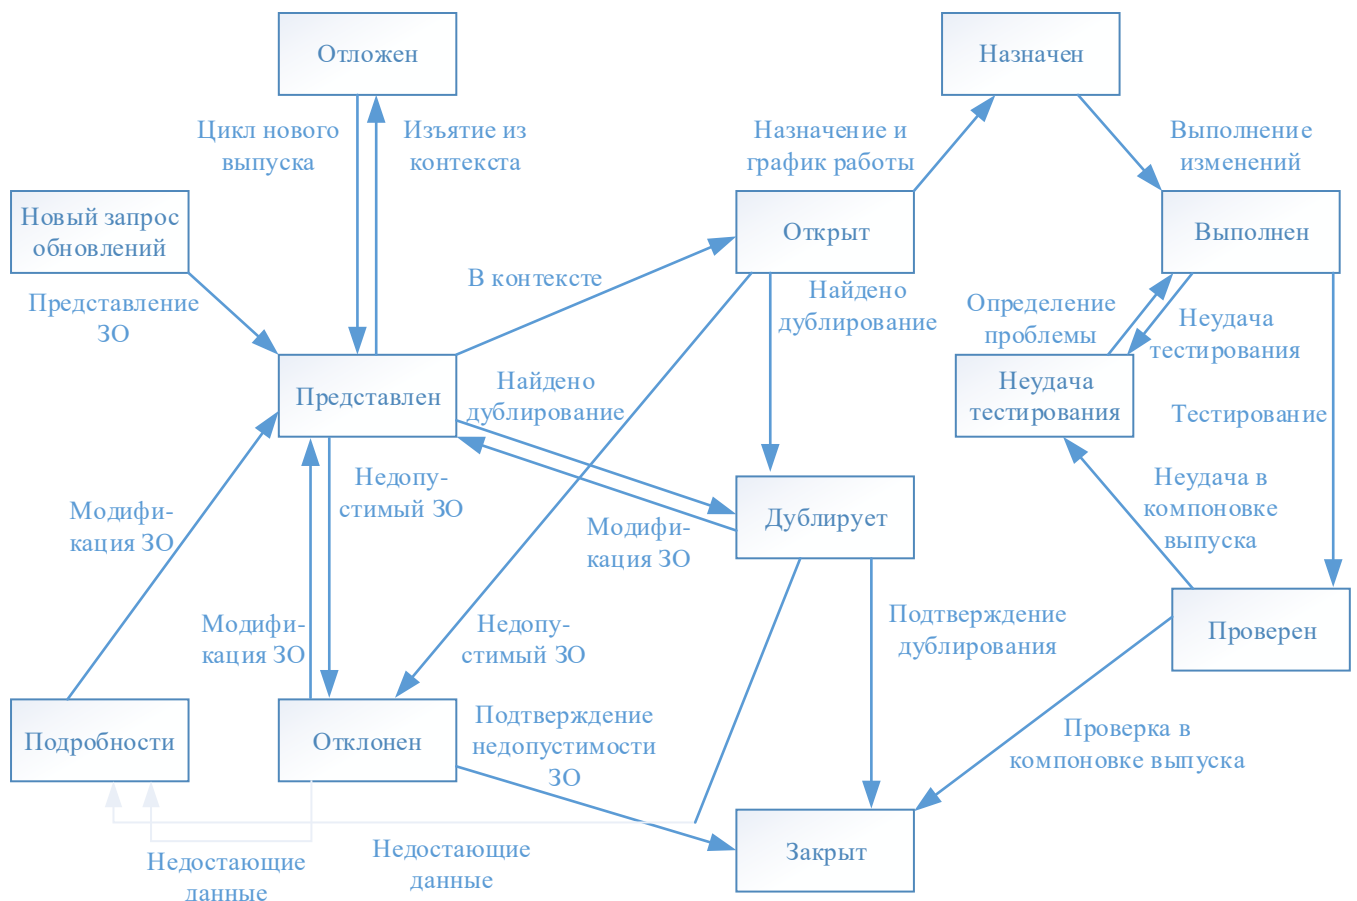 Отложен
Назначен
Цикл нового
выпуска
Изъятие из
контекста
Назначение и
график работы
Выполнение
изменений
Новый запрос
обновлений
Открыт
Выполнен
В контексте
Представление
ЗО
Найдено
дублирование
Определение
проблемы
Неудача
тестирования
Представлен
Найдено
дублирование
Неудача
тестирования
Тестирование
Недопу-
стимый ЗО
Модифи-
кация ЗО
Дублирует
Модифи-
кация ЗО
Неудача в
компоновке
выпуска
Модифи-
кация ЗО
Недопу-
стимый ЗО
Подтверждение
дублирования
Проверен
Подробности
Отклонен
Подтверждение
недопустимости
ЗО
Проверка в
компоновке выпуска
Закрыт
Недостающие
данные
Недостающие
данные